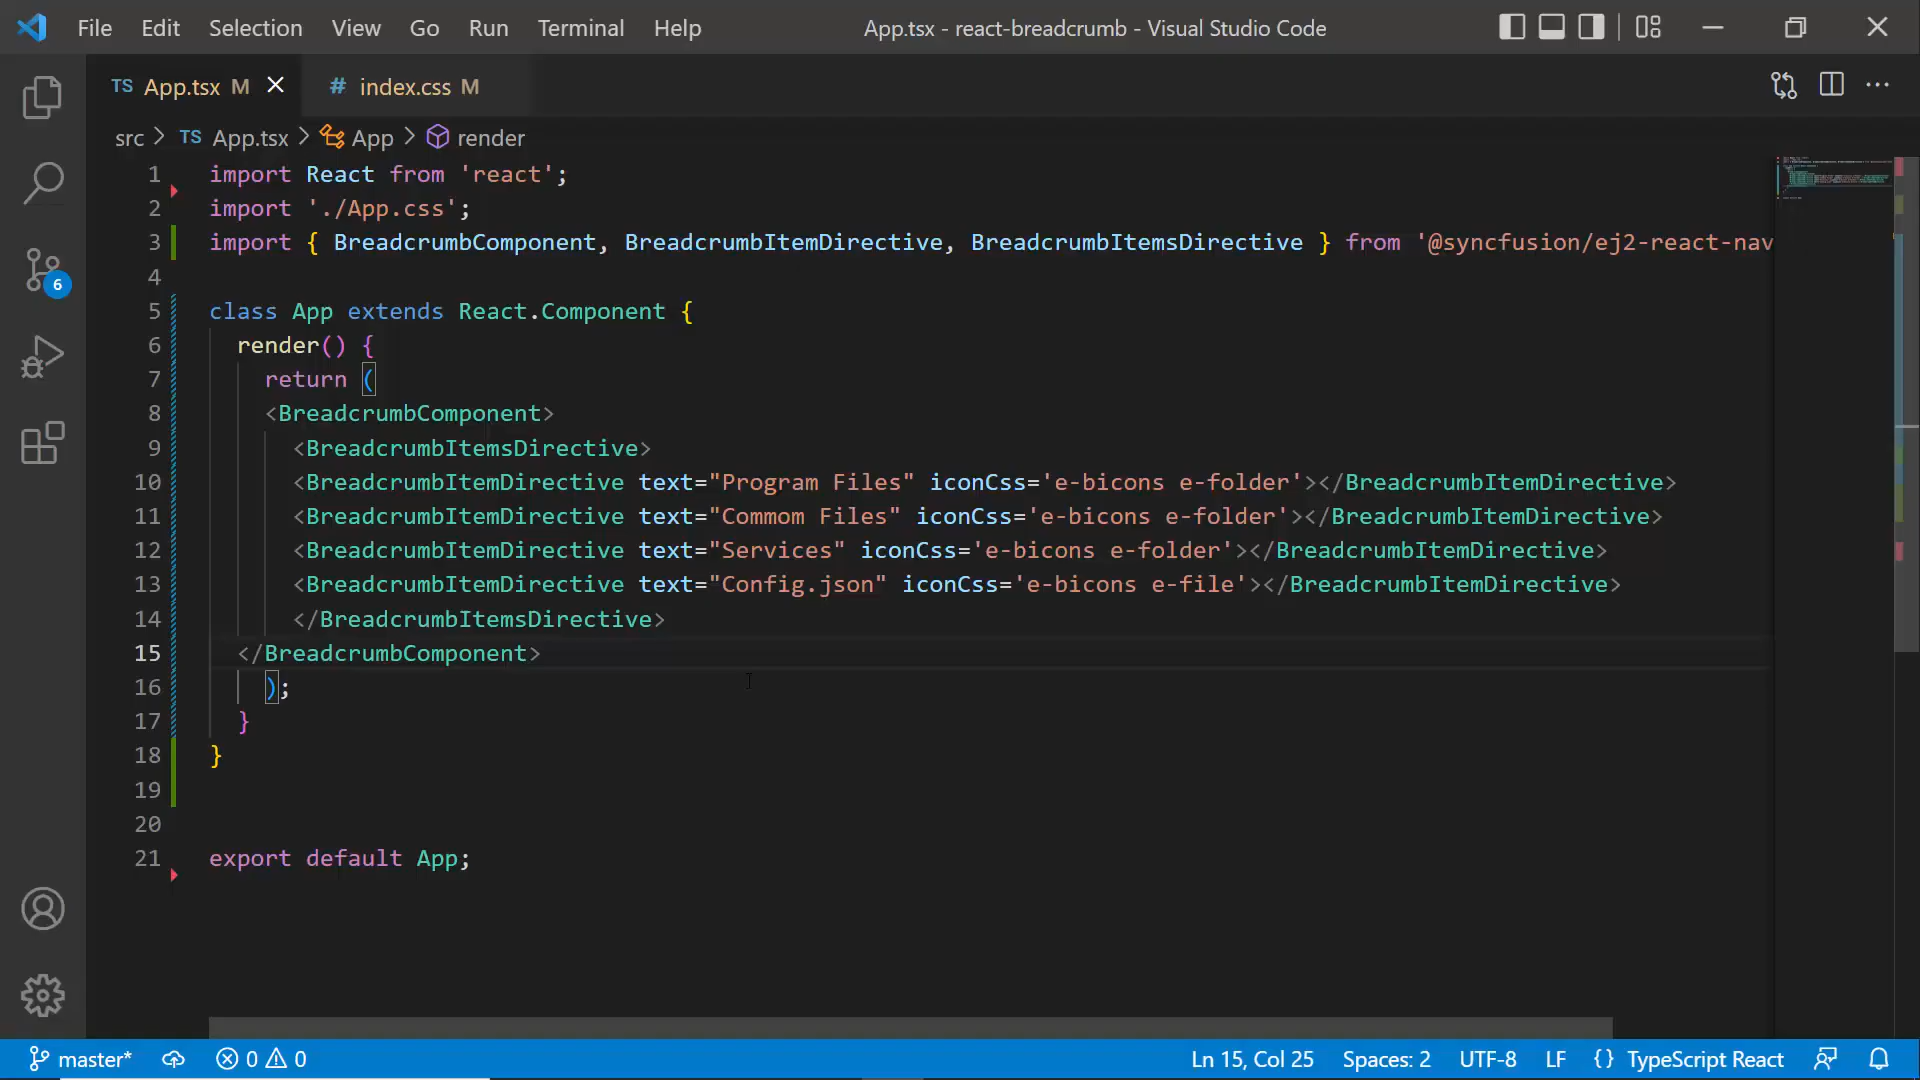 File Edit Selection View Go Run Terminal Help App.tsx - react-breadcrumb - Visual Studio Code
TS App.tsx M # index.css M
src > TS App.tsx > App > render
1 import React from 'react';
2 import './App.css';
3 import { BreadcrumbComponent, BreadcrumbItemDirective, BreadcrumbItemsDirective } from '@syncfusion/ej2-react-nav
4
5 class App extends React.Component {
6 render() {
7 return (
8 <BreadcrumbComponent>
9 <BreadcrumbItemsDirective>
10 <BreadcrumbItemDirective text="Program Files" iconCss='e-bicons e-folder'></BreadcrumbItemDirective>
11 <BreadcrumbItemDirective text="Commom Files" iconCss='e-bicons e-folder'></BreadcrumbItemDirective>
12 <BreadcrumbItemDirective text="Services" iconCss='e-bicons e-folder'></BreadcrumbItemDirective>
13 <BreadcrumbItemDirective text="Config.json" iconCss='e-bicons e-file'></BreadcrumbItemDirective>
14 </BreadcrumbItemsDirective>
15 </BreadcrumbComponent>
16 );
17 }
18 }
19
20
21 export default App;
6
master* 0 0 Ln 15, Col 25 Spaces: 2 UTF-8 LF {} TypeScript React